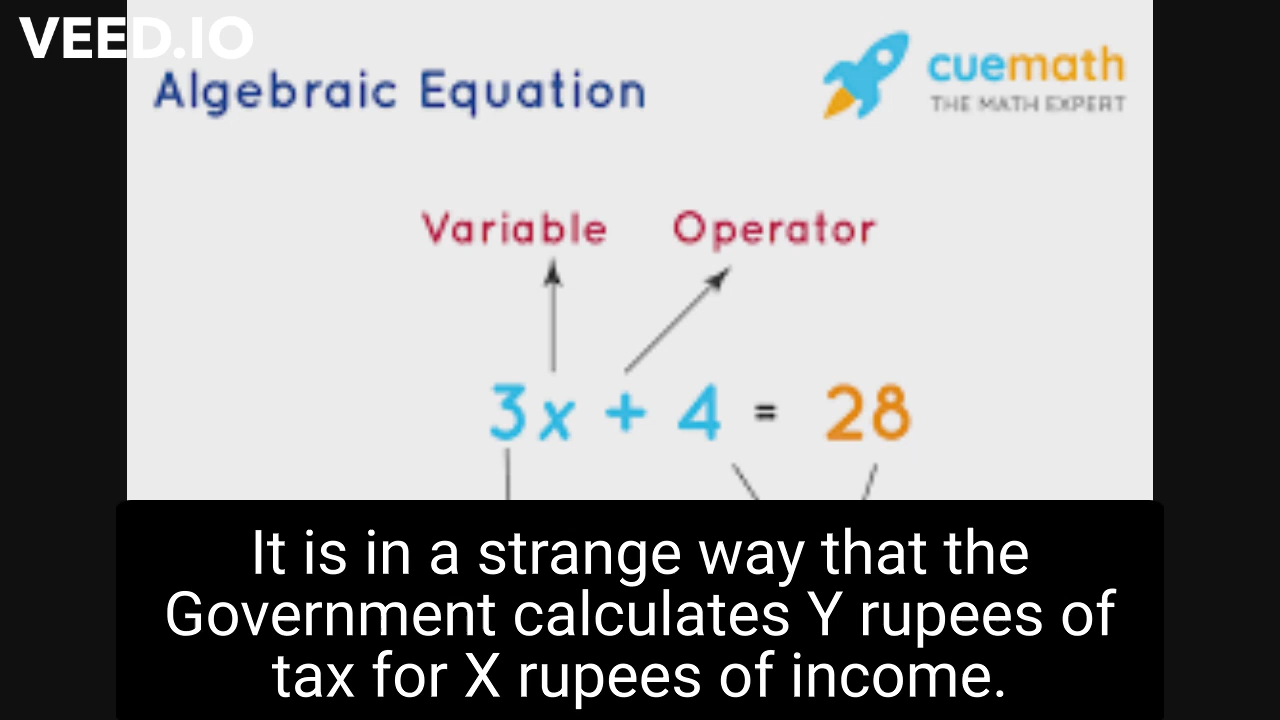 VEED.IO
Algebraic Equation
cuemath
THE MATH EXPERT
Variable Operator
3x + 4 = 28
It is in a strange way that the
Government calculates Y rupees of
tax for X rupees of income.